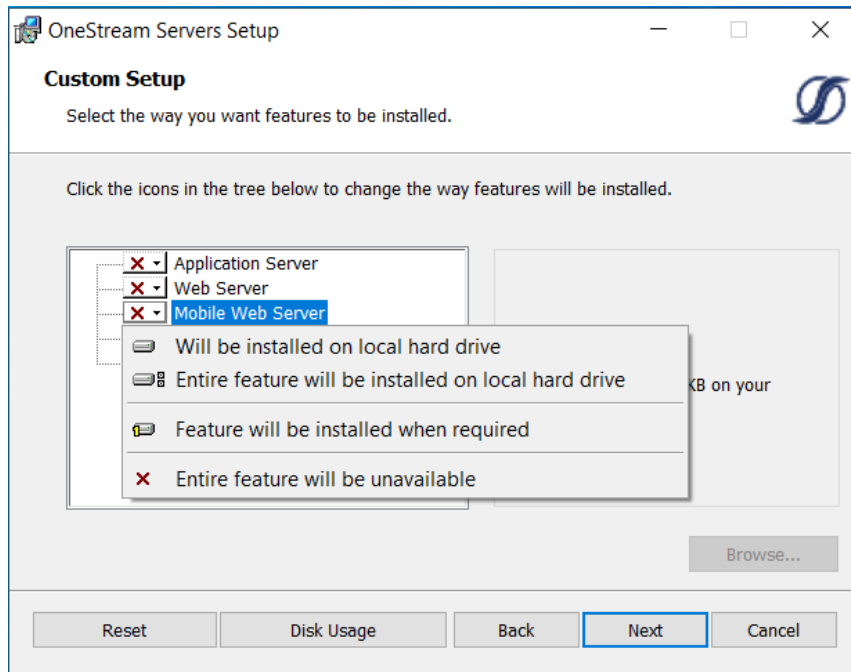 OneStream Servers Setup
Custom Setup
Select the way you want features to be installed.
Click the icons in the tree below to change the way features will be installed.
Application Server
Web Server
Mobile Web Server
Will be installed on local hard drive
Entire feature will be installed on local hard drive
KB on your
Feature will be installed when required
Entire feature will be unavailable
Browse...
Reset
Disk Usage
Back
Next
Cancel